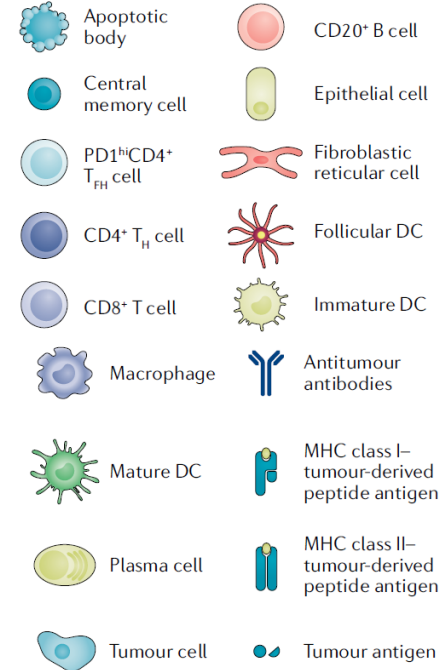 Apoptotic
body
Central
memory cell
PD1ʰⁱCD4⁺
T_FH cell
CD4⁺ T_H cell
CD8⁺ T cell
Macrophage
Mature DC
Plasma cell
Tumour cell
CD20⁺ B cell
Epithelial cell
Fibroblastic
reticular cell
Follicular DC
Immature DC
Antitumour
antibodies
MHC class I–
tumour-derived
peptide antigen
MHC class II–
tumour-derived
peptide antigen
Tumour antigen